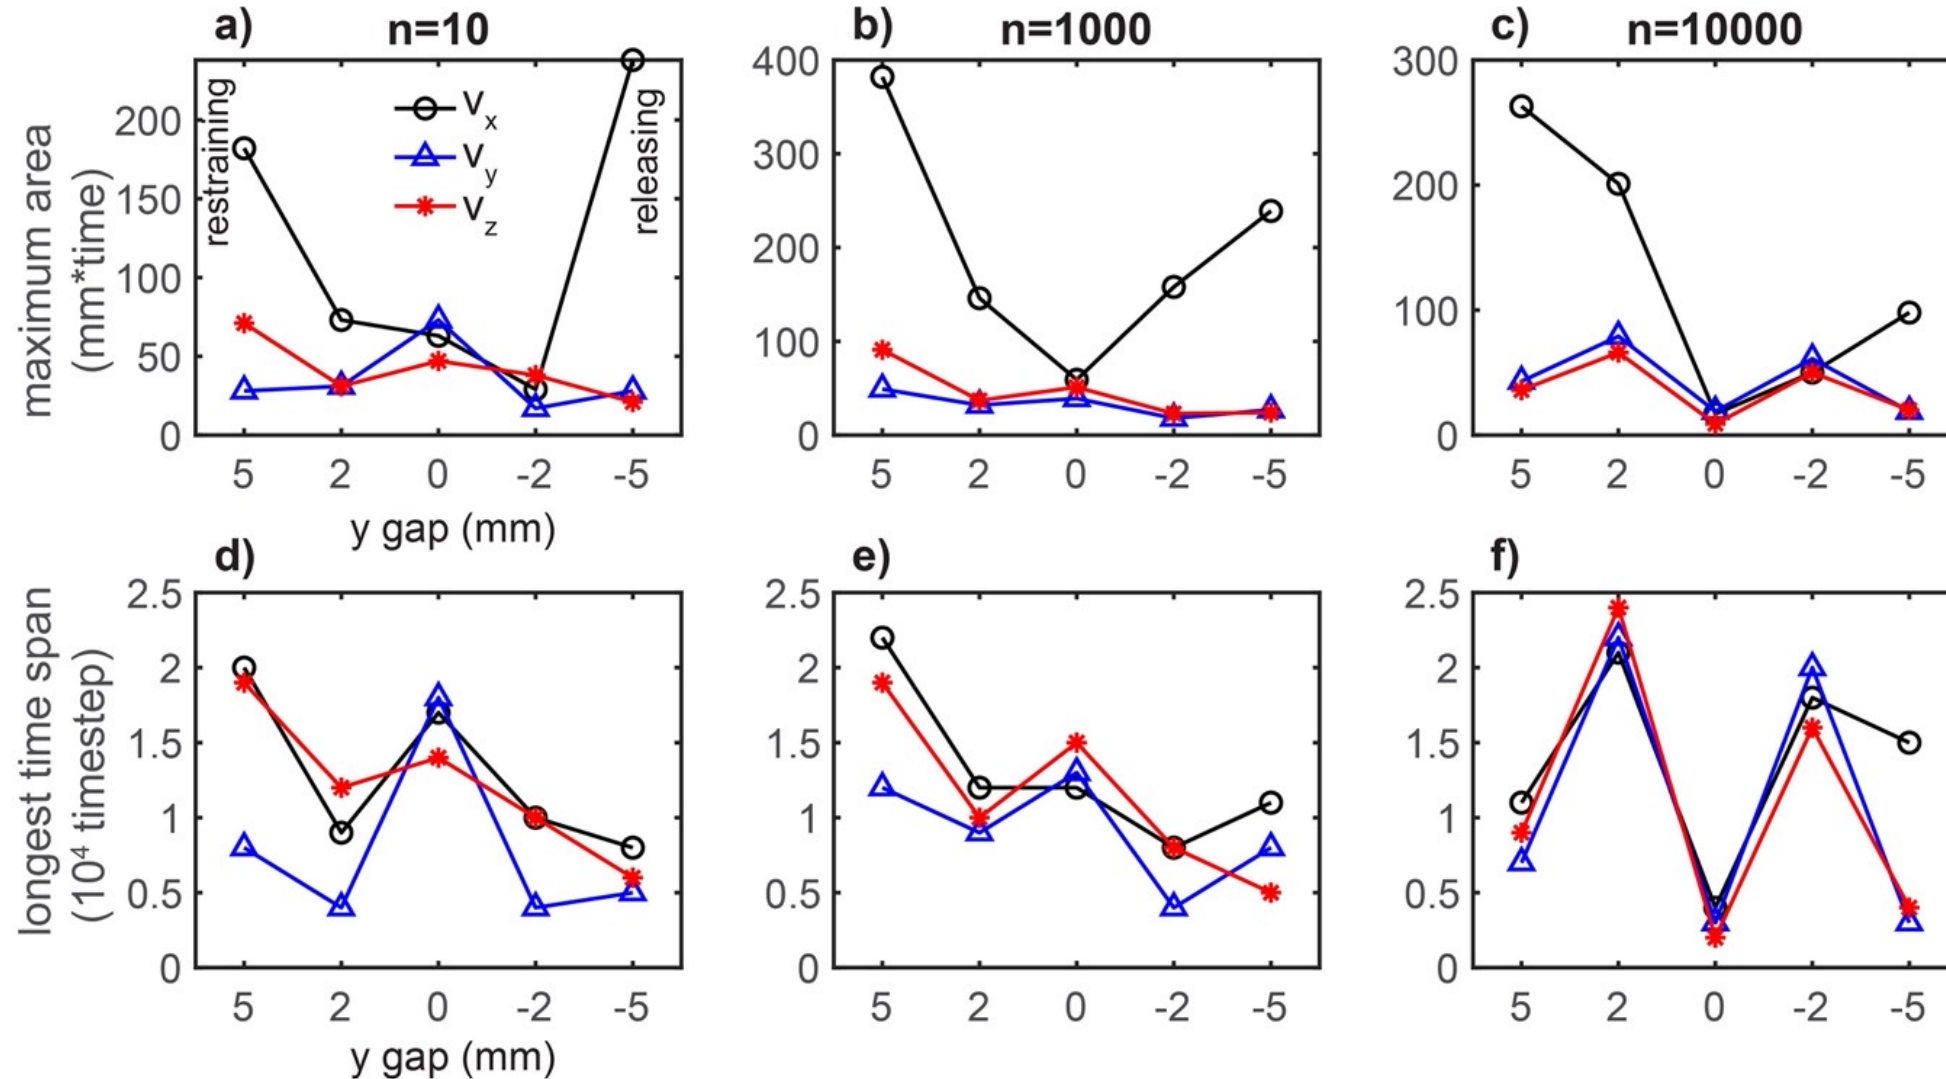 a)
n=10
b)
n=1000
c)
n=10000
maximum area
(mm*time)
200
150
100
50
0
restraining
releasing
Vx
Vy
Vz
5 2 0 -2 -5
y gap (mm)
400
300
200
100
0
5 2 0 -2 -5
300
200
100
0
5 2 0 -2 -5
d)
e)
f)
longest time span
(10⁴ timestep)
2.5
2
1.5
1
0.5
0
5 2 0 -2 -5
y gap (mm)
2.5
2
1.5
1
0.5
0
5 2 0 -2 -5
2.5
2
1.5
1
0.5
0
5 2 0 -2 -5